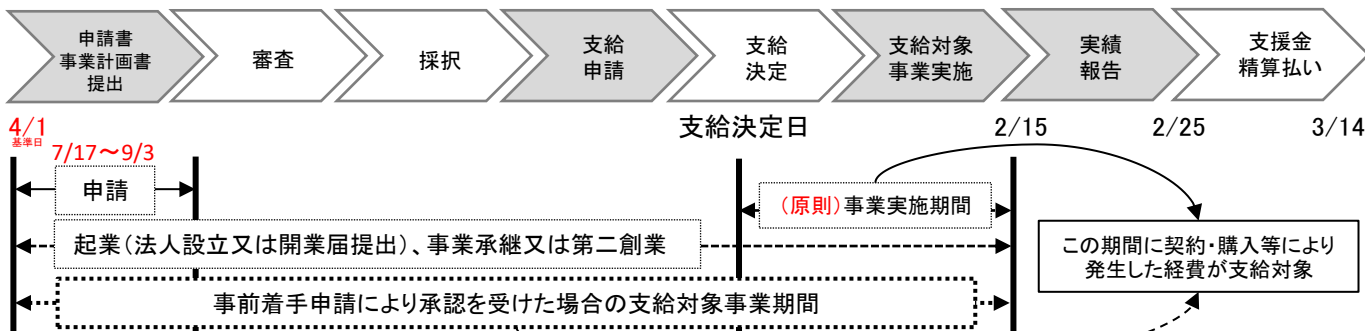 申請書
事業計画書
提出
審査
採択
支給
申請
支給
決定
支給対象
事業実施
実績
報告
支援金
精算払い
4/1
基準日
支給決定日
2/15
2/25
3/14
7/17～9/3
申請
(原則)事業実施期間
起業(法人設立又は開業届提出)、事業承継又は第二創業
この期間に契約・購入等により
発生した経費が支給対象
事前着手申請により承認を受けた場合の支給対象事業期間